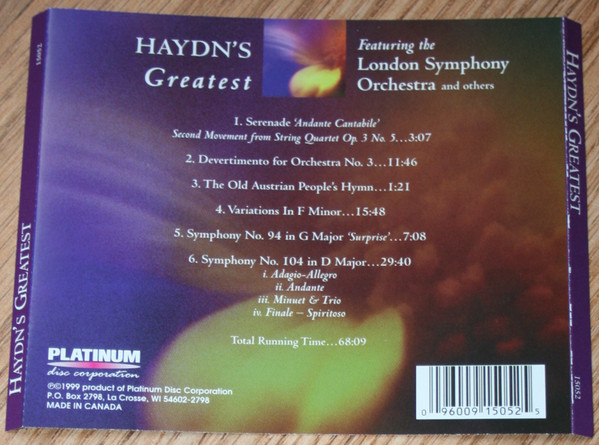 HAYDN'S
Greatest
Featuring the
London Symphony
Orchestra and others
1. Serenade 'Andante Cantabile'
Second Movement from String Quartet Op. 3 No. 5...3:07
2. Devertimento for Orchestra No. 3...11:46
3. The Old Austrian People's Hymn...1:21
4. Variations In F Minor...15:48
5. Symphony No. 94 in G Major 'Surprise'...7:08
6. Symphony No. 104 in D Major...29:40
i. Adagio-Allegro
ii. Andante
iii. Minuet & Trio
iv. Finale – Spiritoso
Total Running Time...68:09
PLATINUM
disc corporation
℗©1999 product of Platinum Disc Corporation
P.O. Box 2798, La Crosse, WI 54602-2798
MADE IN CANADA
0 96009 15052 5
15052
HAYDN'S GREATEST
HAYDN'S GREATEST
15052